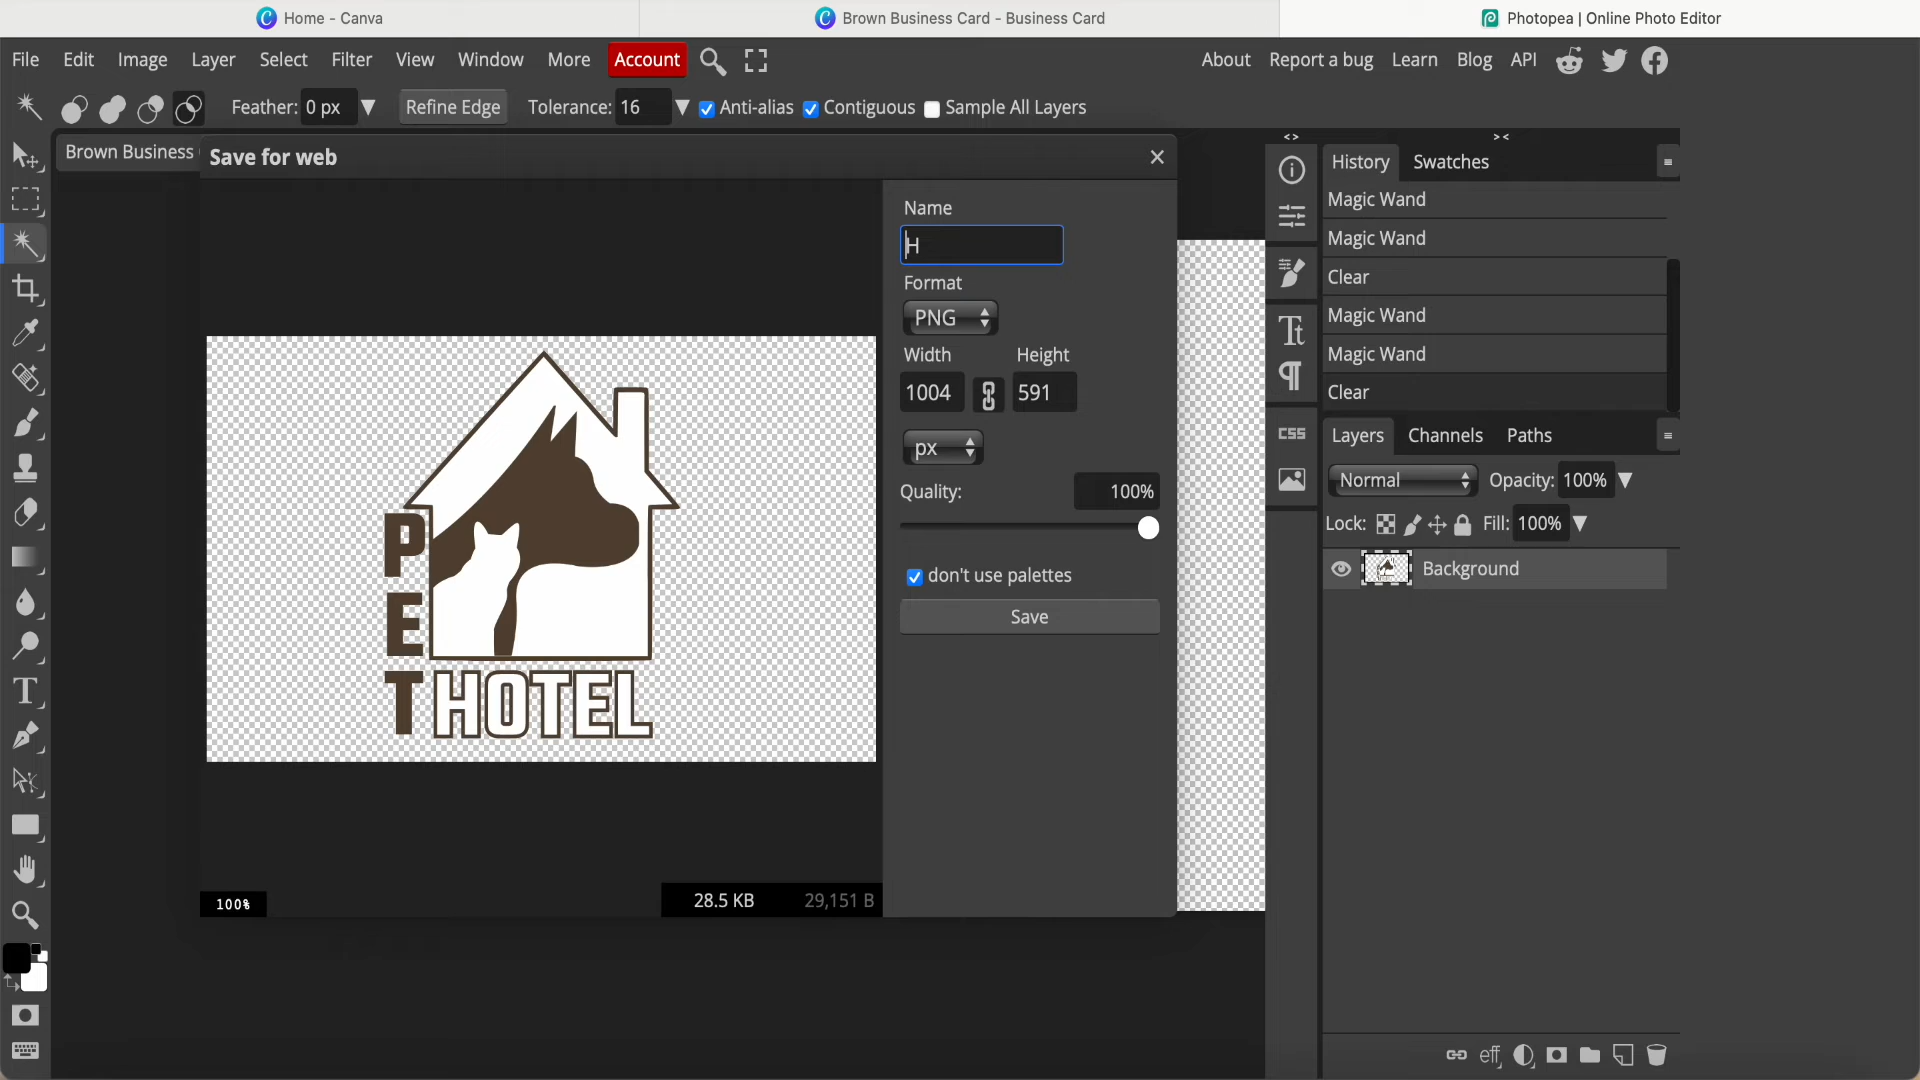 Home - Canva
Brown Business Card - Business Card
Photopea | Online Photo Editor
File Edit Image Layer Select Filter View Window More Account
About Report a bug Learn Blog API
Feather: 0 px Refine Edge Tolerance: 16 Anti-alias Contiguous Sample All Layers
Brown Business
Save for web
Name
H
Format
PNG
Width Height
1004 591
px
Quality: 100%
don't use palettes
Save
PET
HOTEL
100%
28.5 KB 29,151 B
< > > <
History Swatches
Magic Wand
Magic Wand
Clear
Magic Wand
Magic Wand
Clear
CSS
Layers Channels Paths
Normal Opacity: 100%
Lock: Fill: 100%
Background
eff